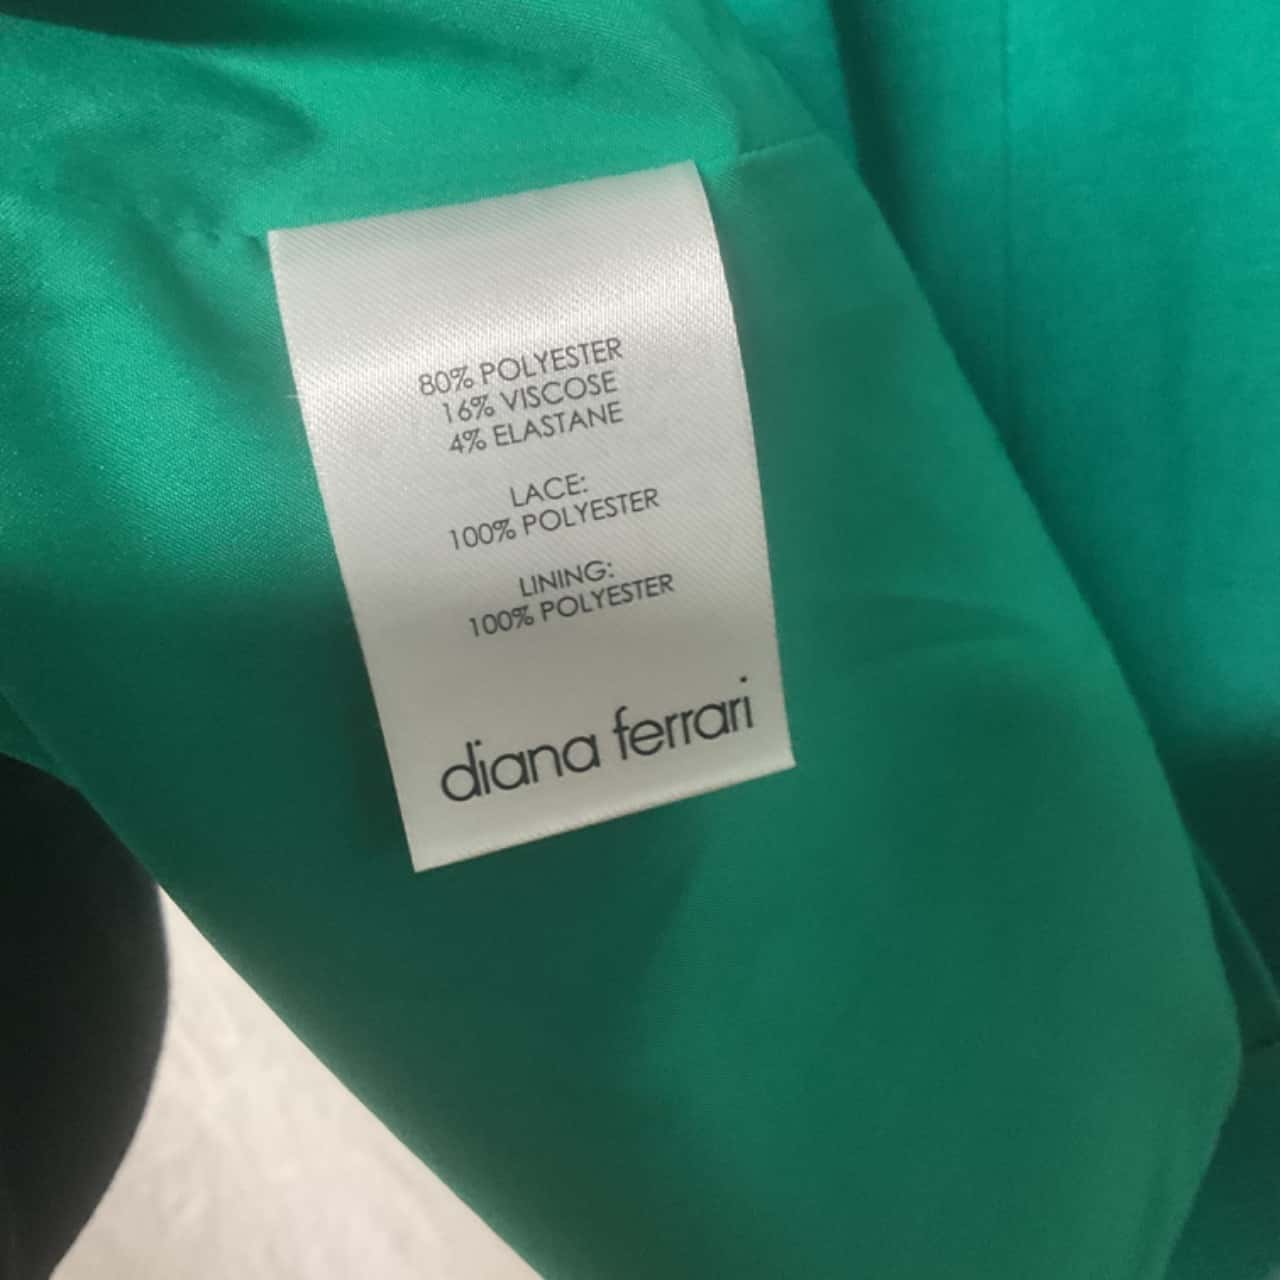 80% POLYESTER
16% VISCOSE
4% ELASTANE
LACE:
100% POLYESTER
LINING:
100% POLYESTER
diana ferrari